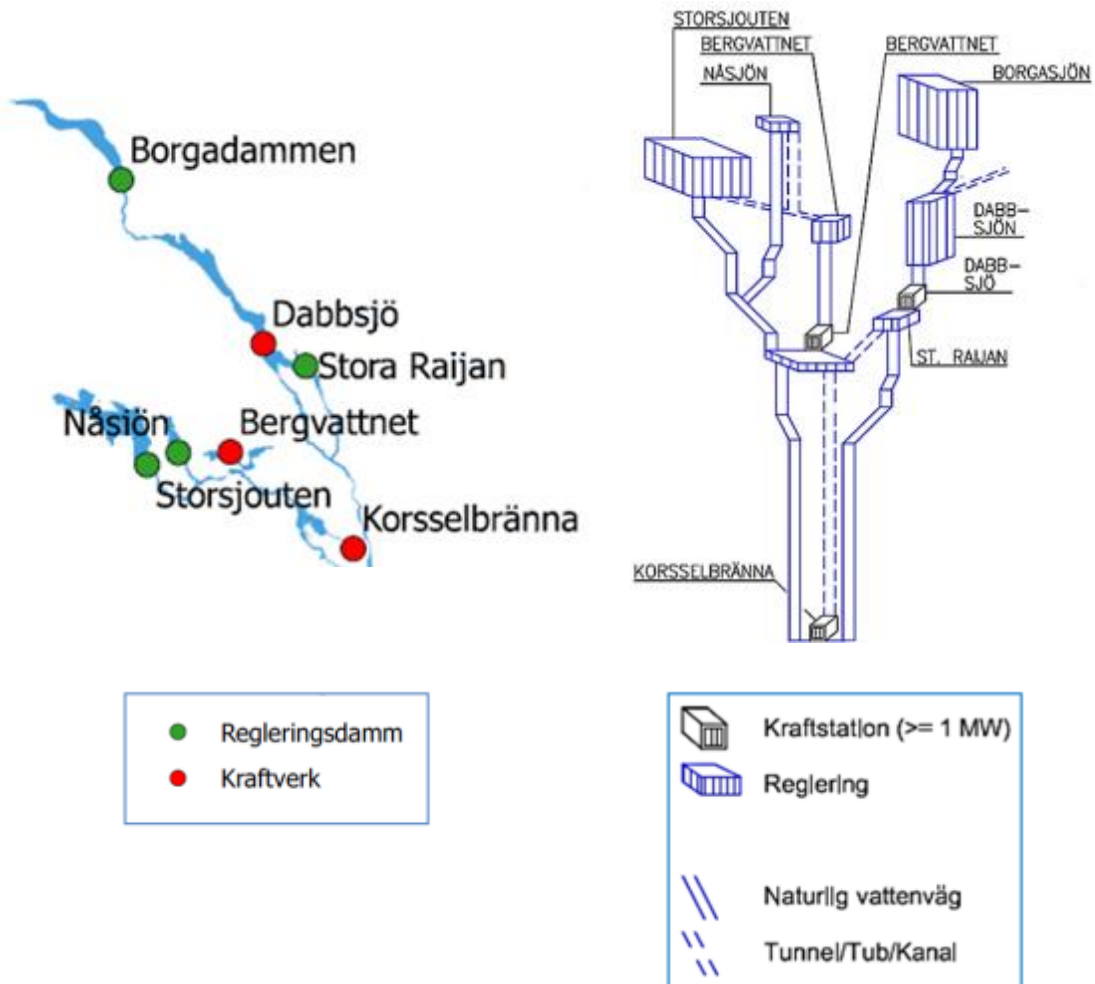 Borgadammen
Dabbsjö
Stora Raijan
Nåsiön
Bergvattnet
Storsjouten
Korsselbränna
STORSJOUTEN
BERGVATTNET
NÅSJÖN
BERGVATTNET
BORGASJÖN
DABB–
SJÖN
DABB–
SJÖ
ST. RAIJAN
KORSSELBRÄNNA
Regleringsdamm
Kraftverk
Kraftstation (>= 1 MW)
Reglering
Naturlig vattenväg
Tunnel/Tub/Kanal